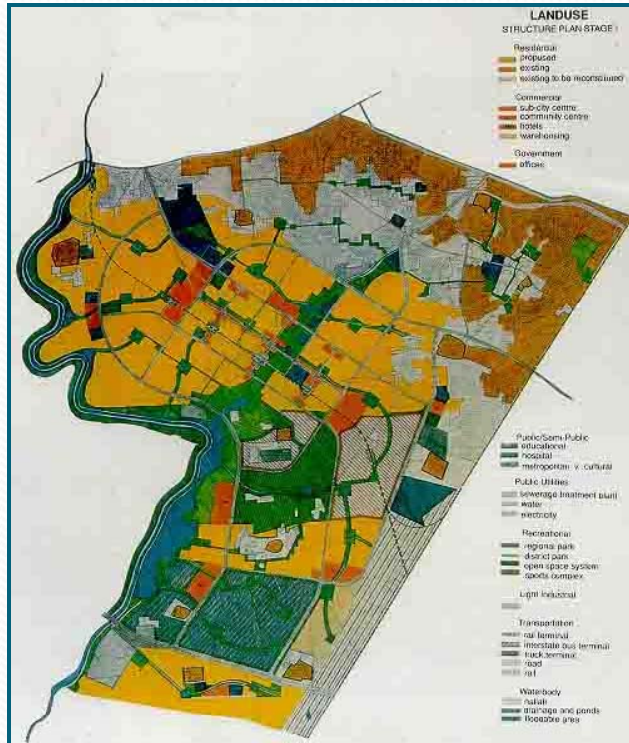 LANDUSE
STRUCTURE PLAN STAGE I
Residential
proposed
existing
existing to be reconstituted
Commercial
sub-city centre
community centre
hotels
warehousing
Government
offices
Public/Semi-Public
educational
hospital
metropolitan cultural
Public Utilities
sewerage treatment plant
water
electricity
Recreational
regional park
district park
open space system
sports complex
Light Industrial
Transportation
rail terminal
interstate bus terminal
truck terminal
road
rail
Waterbody
nallah
drainage and ponds
floodable area